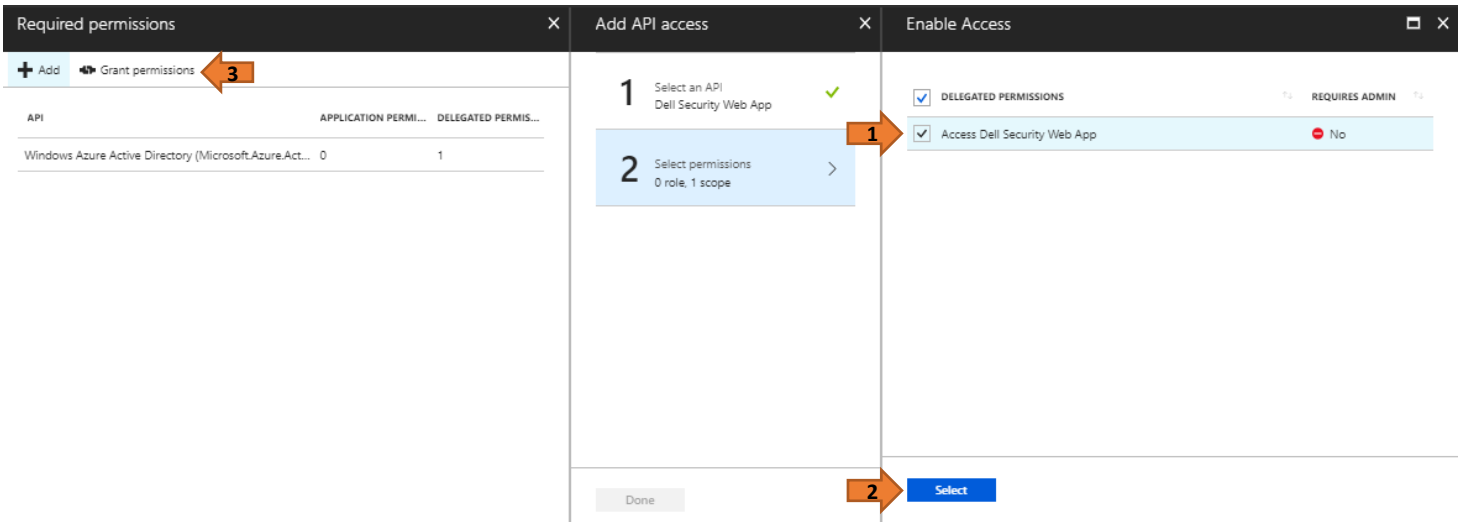 Required permissions
Add
Grant permissions
3
API
APPLICATION PERMI...
DELEGATED PERMIS...
Windows Azure Active Directory (Microsoft.Azure.Act...
0
1
Add API access
1
Select an API
Dell Security Web App
2
Select permissions
0 role, 1 scope
Done
Enable Access
DELEGATED PERMISSIONS
REQUIRES ADMIN
1
Access Dell Security Web App
No
2
Select